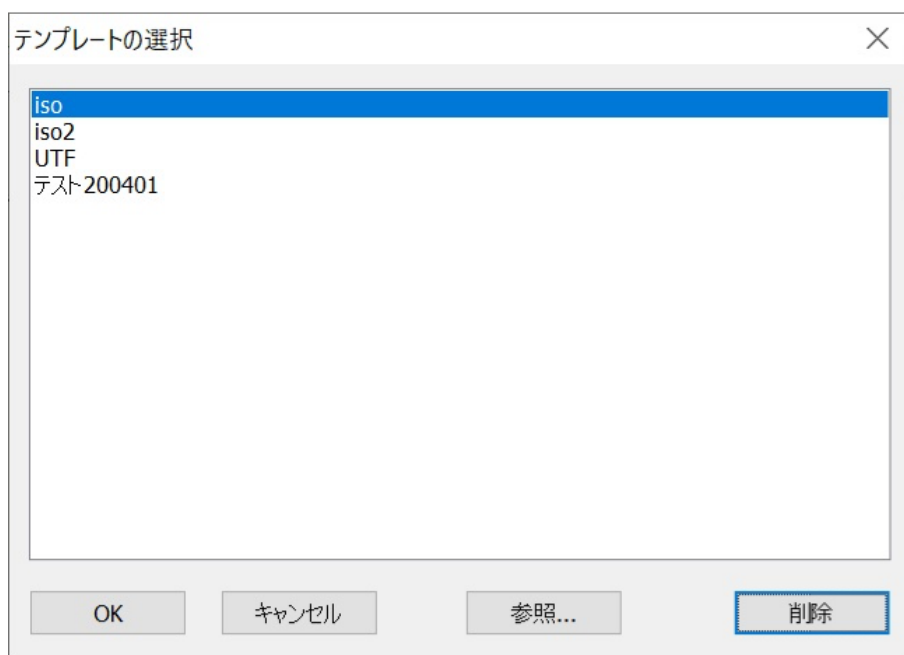 テンプレートの選択
iso
iso2
UTF
テスト200401
OK
キャンセル
参照...
削除